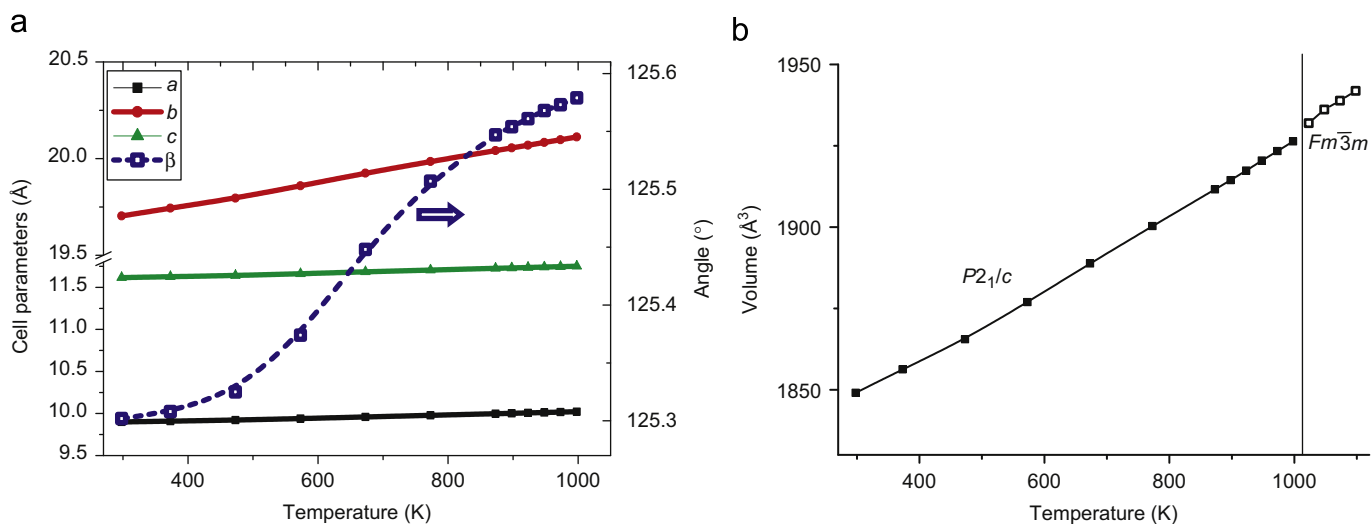 a
20.5
20.0
19.5
11.5
11.0
10.5
10.0
9.5
Cell parameters (Å)
a
b
c
β
125.6
125.5
125.4
125.3
Angle (°)
400
600
800
1000
Temperature (K)
b
1950
1900
1850
Volume (Å³)
P2₁/c
Fm3̅m
400
600
800
1000
Temperature (K)